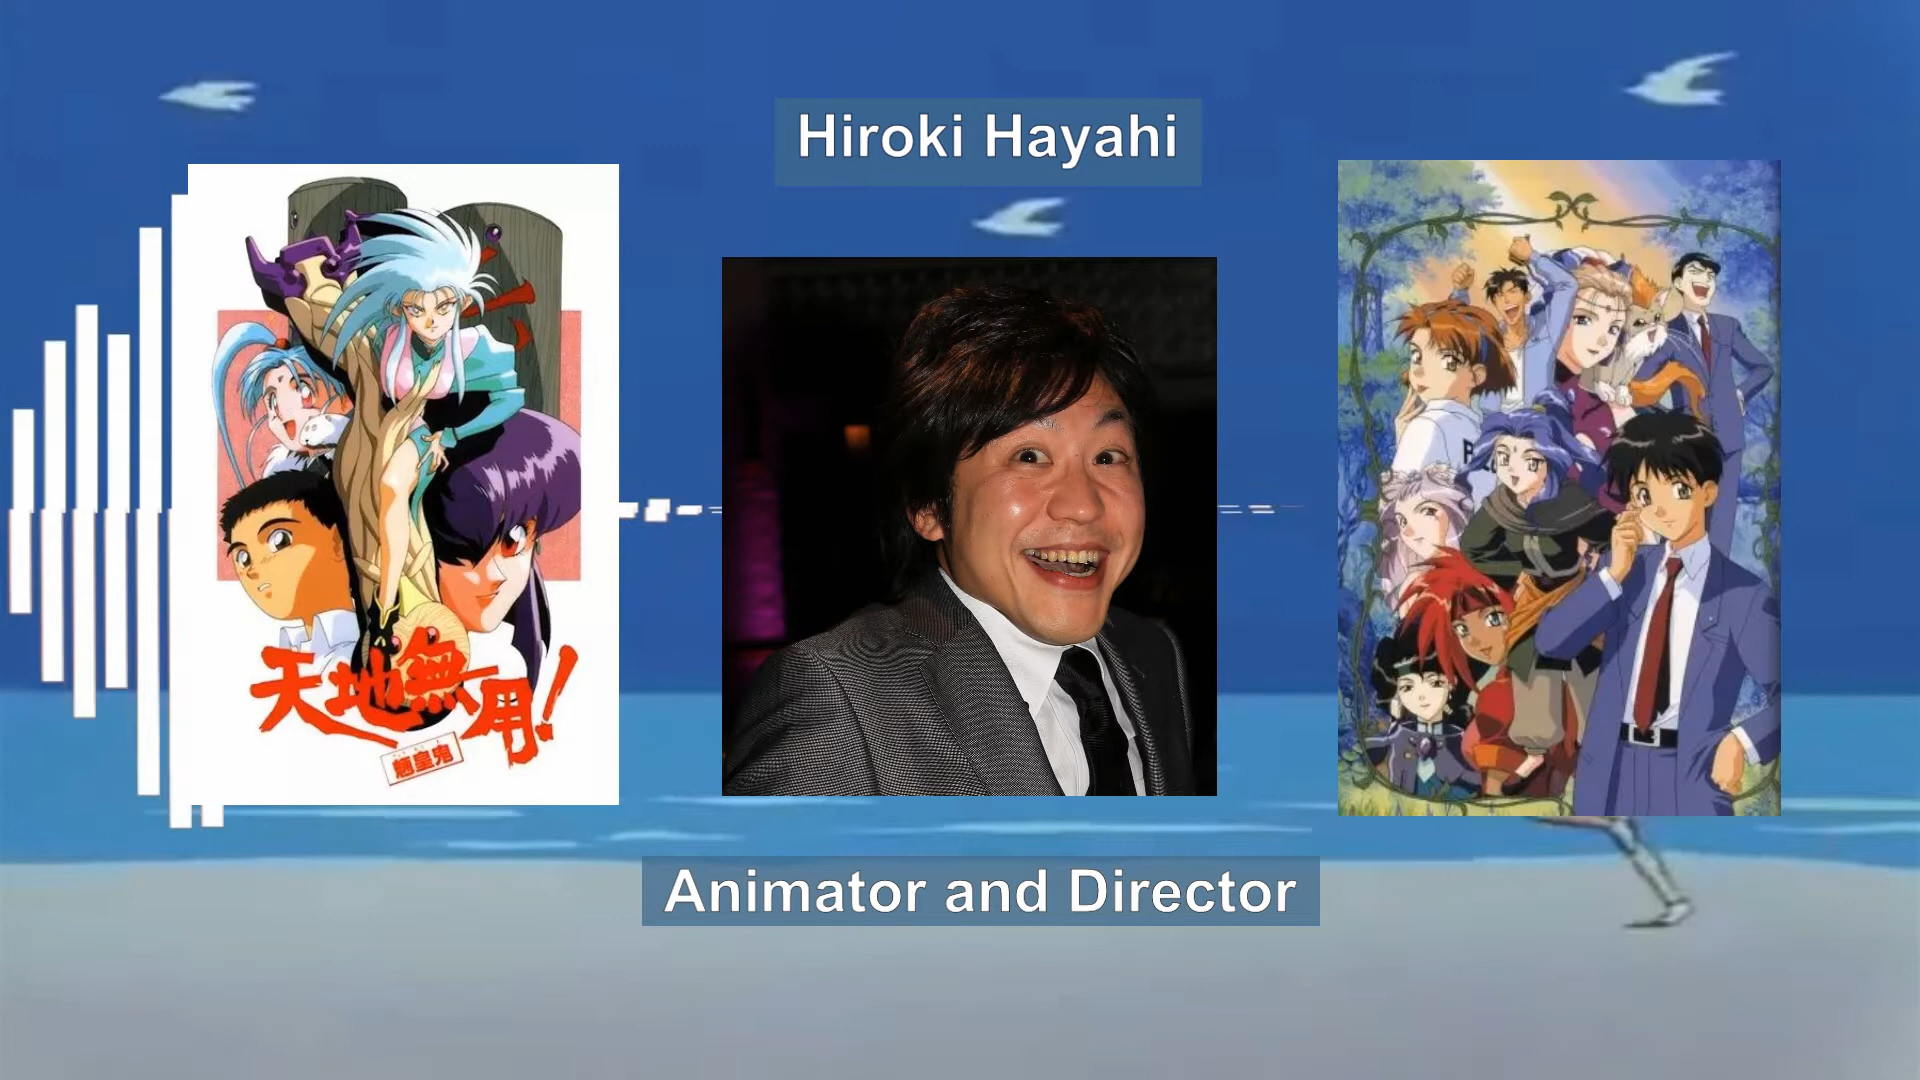 Hiroki Hayahi
天地無用!
魎皇鬼
Animator and Director